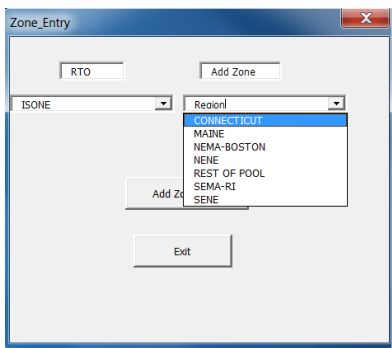 Zone_Entry
X
RTO
Add Zone
ISONE
Region
CONNECTICUT
MAINE
NEMA-BOSTON
NENE
REST OF POOL
SEMA-RI
SENE
Add Zo
Exit